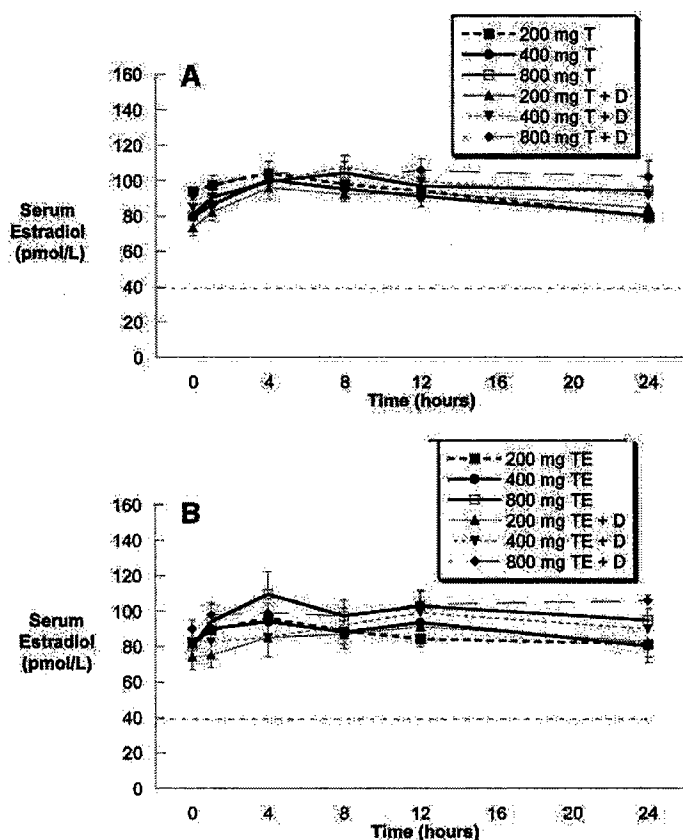 A
200 mg T
400 mg T
800 mg T
200 mg T + D
400 mg T + D
800 mg T + D
160
140
120
100
80
60
40
20
0
Serum
Estradiol
(pmol/L)
0 4 8 12 16 20 24
Time (hours)
B
200 mg TE
400 mg TE
800 mg TE
200 mg TE + D
400 mg TE + D
800 mg TE + D
160
140
120
100
80
60
40
20
0
Serum
Estradiol
(pmol/L)
0 4 8 12 16 20 24
Time (hours)